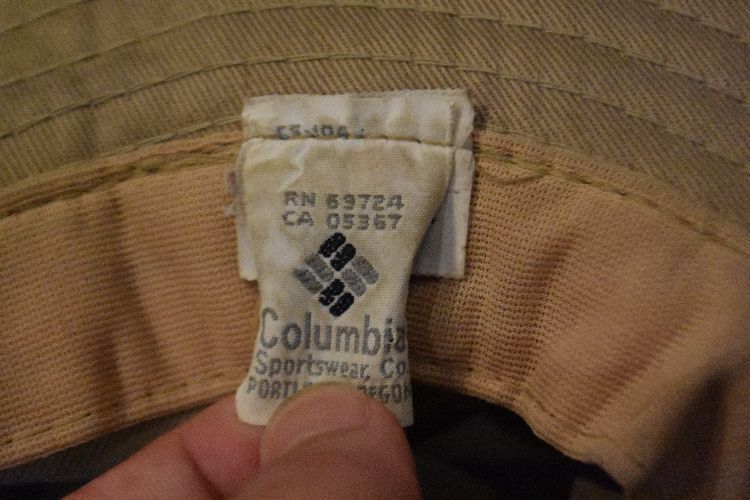 RN 69724
CA 05367
Columbia
Sportswear Co